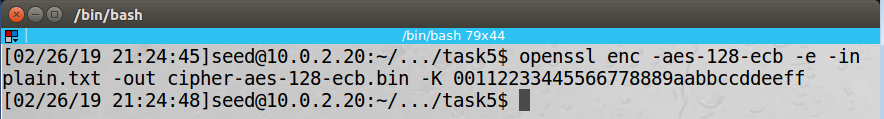 /bin/bash
/bin/bash 79x44
[02/26/19 21:24:45]seed@10.0.2.20:~/.../task5$ openssl enc -aes-128-ecb -e -in
plain.txt -out cipher-aes-128-ecb.bin -K 00112233445566778889aabbccddeeff
[02/26/19 21:24:48]seed@10.0.2.20:~/.../task5$